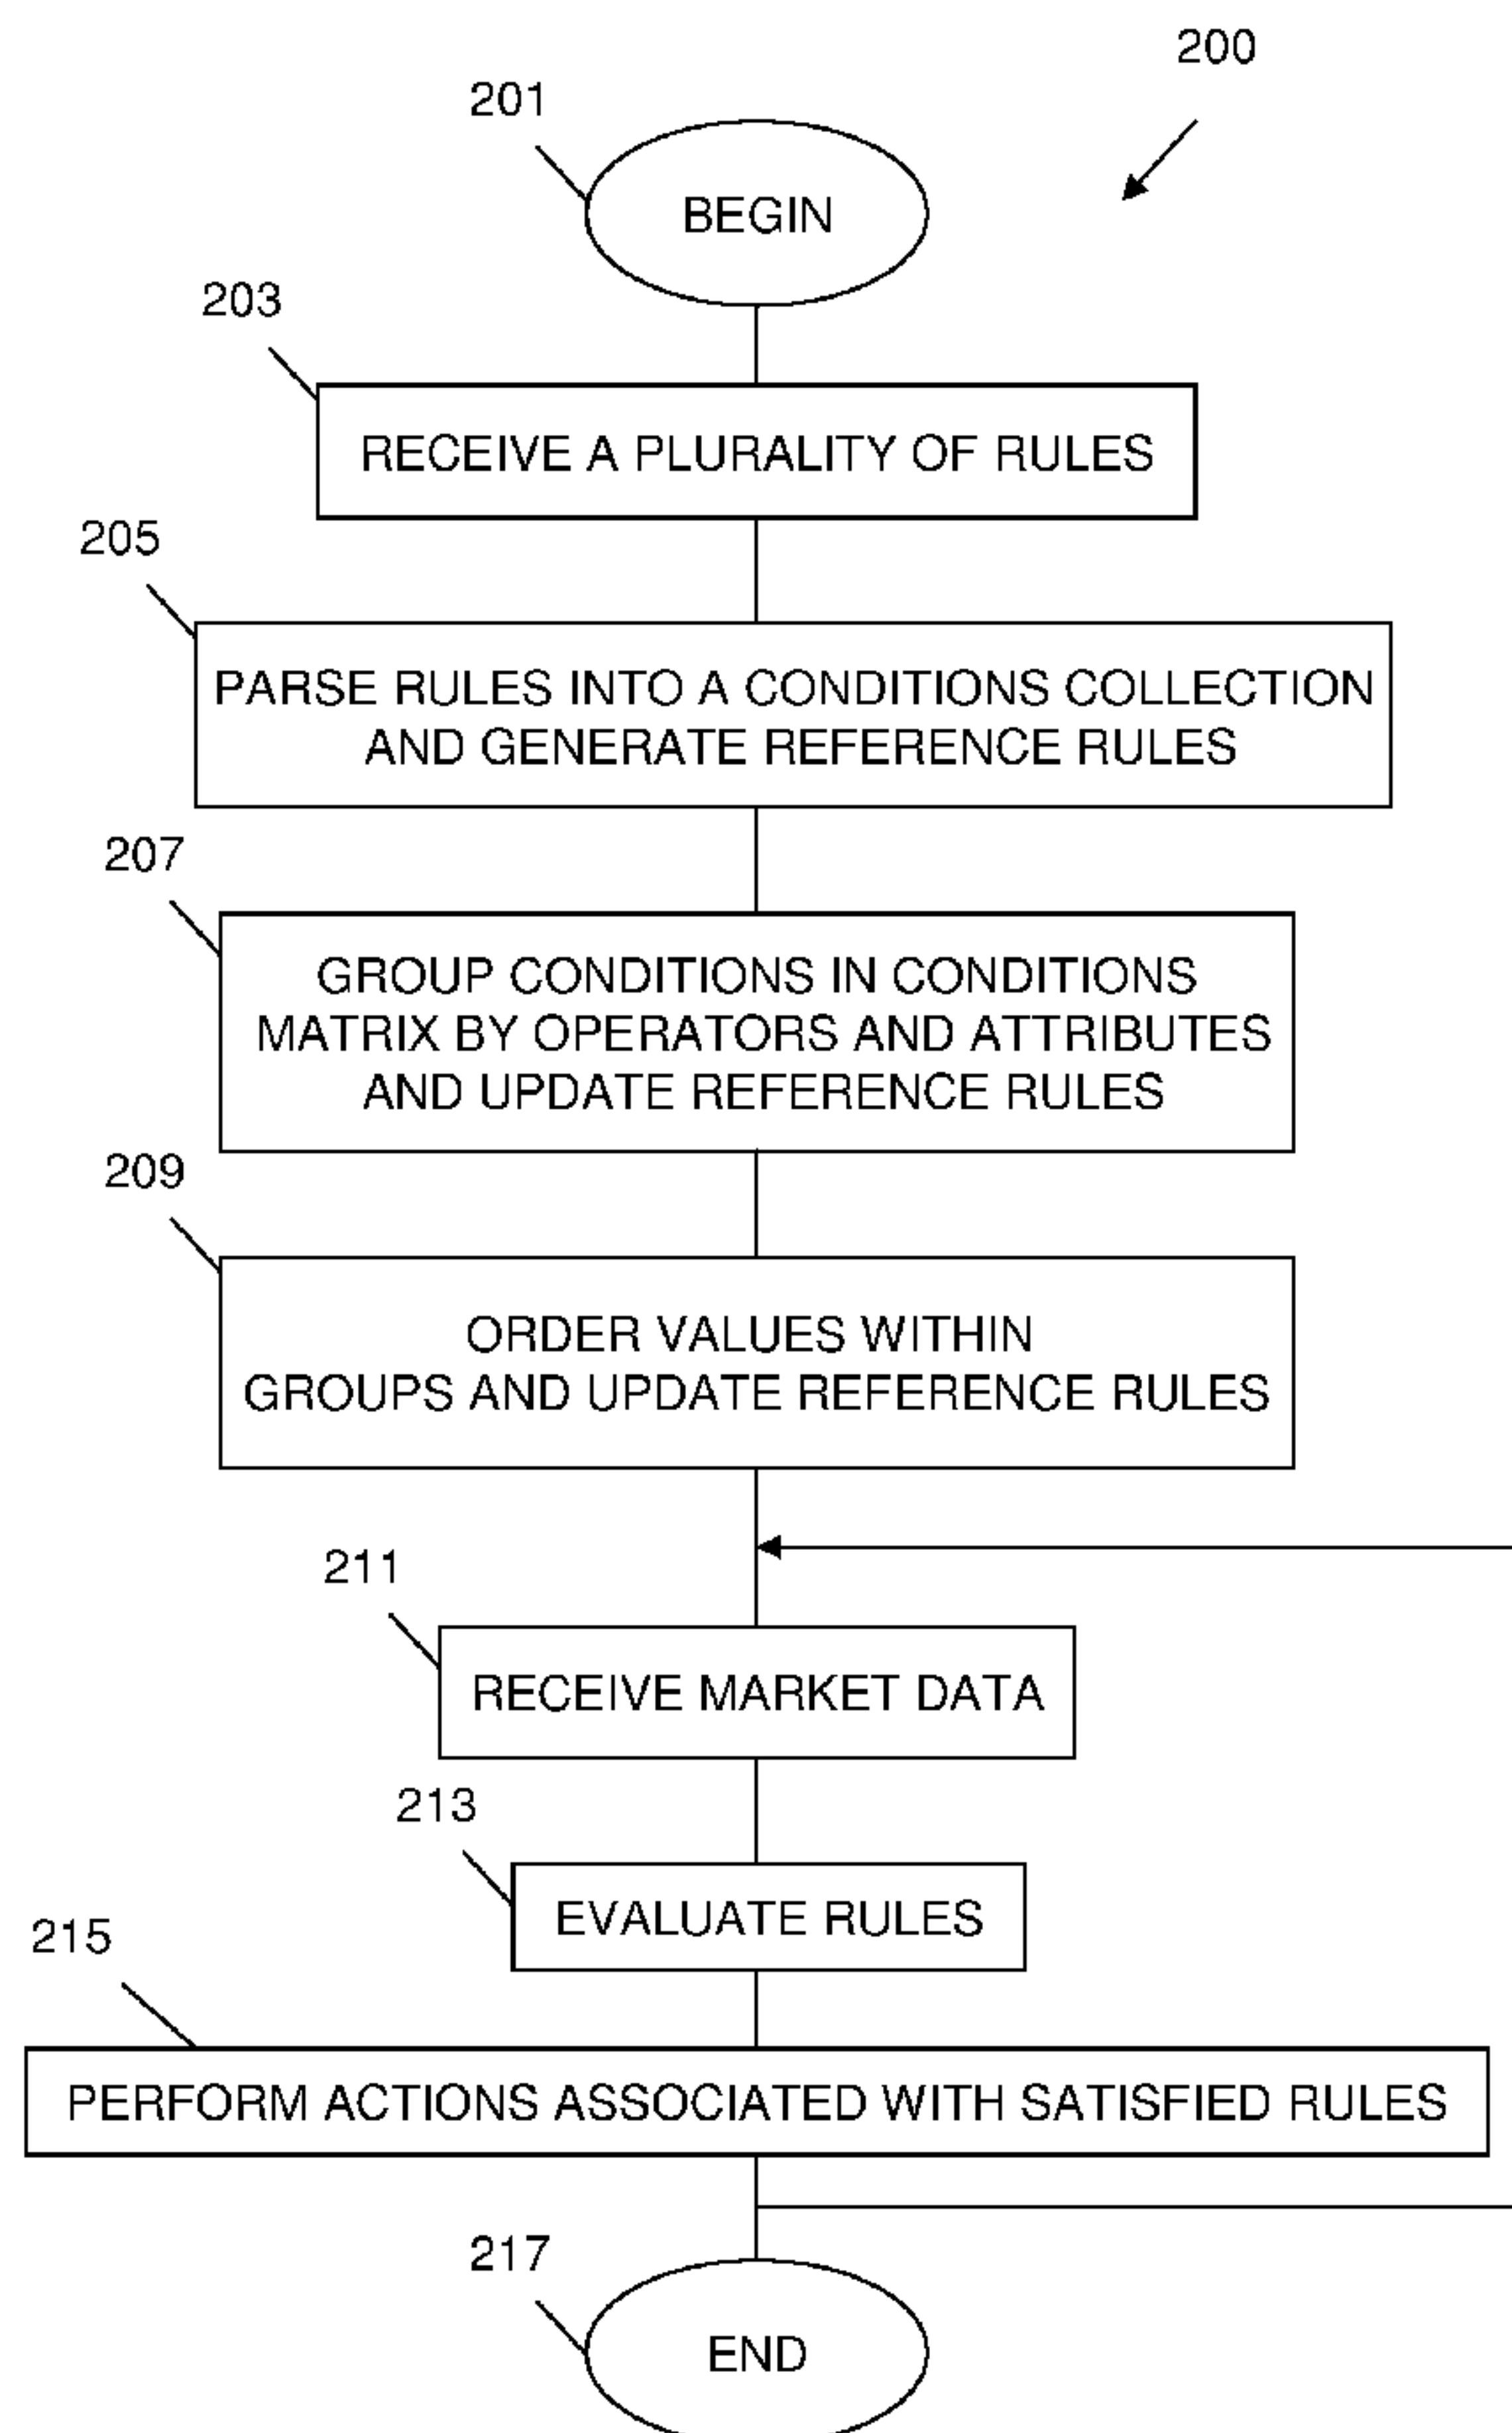 200
201
BEGIN
203
RECEIVE A PLURALITY OF RULES
205
PARSE RULES INTO A CONDITIONS COLLECTION
AND GENERATE REFERENCE RULES
207
GROUP CONDITIONS IN CONDITIONS
MATRIX BY OPERATORS AND ATTRIBUTES
AND UPDATE REFERENCE RULES
209
ORDER VALUES WITHIN
GROUPS AND UPDATE REFERENCE RULES
211
RECEIVE MARKET DATA
213
EVALUATE RULES
215
PERFORM ACTIONS ASSOCIATED WITH SATISFIED RULES
217
END